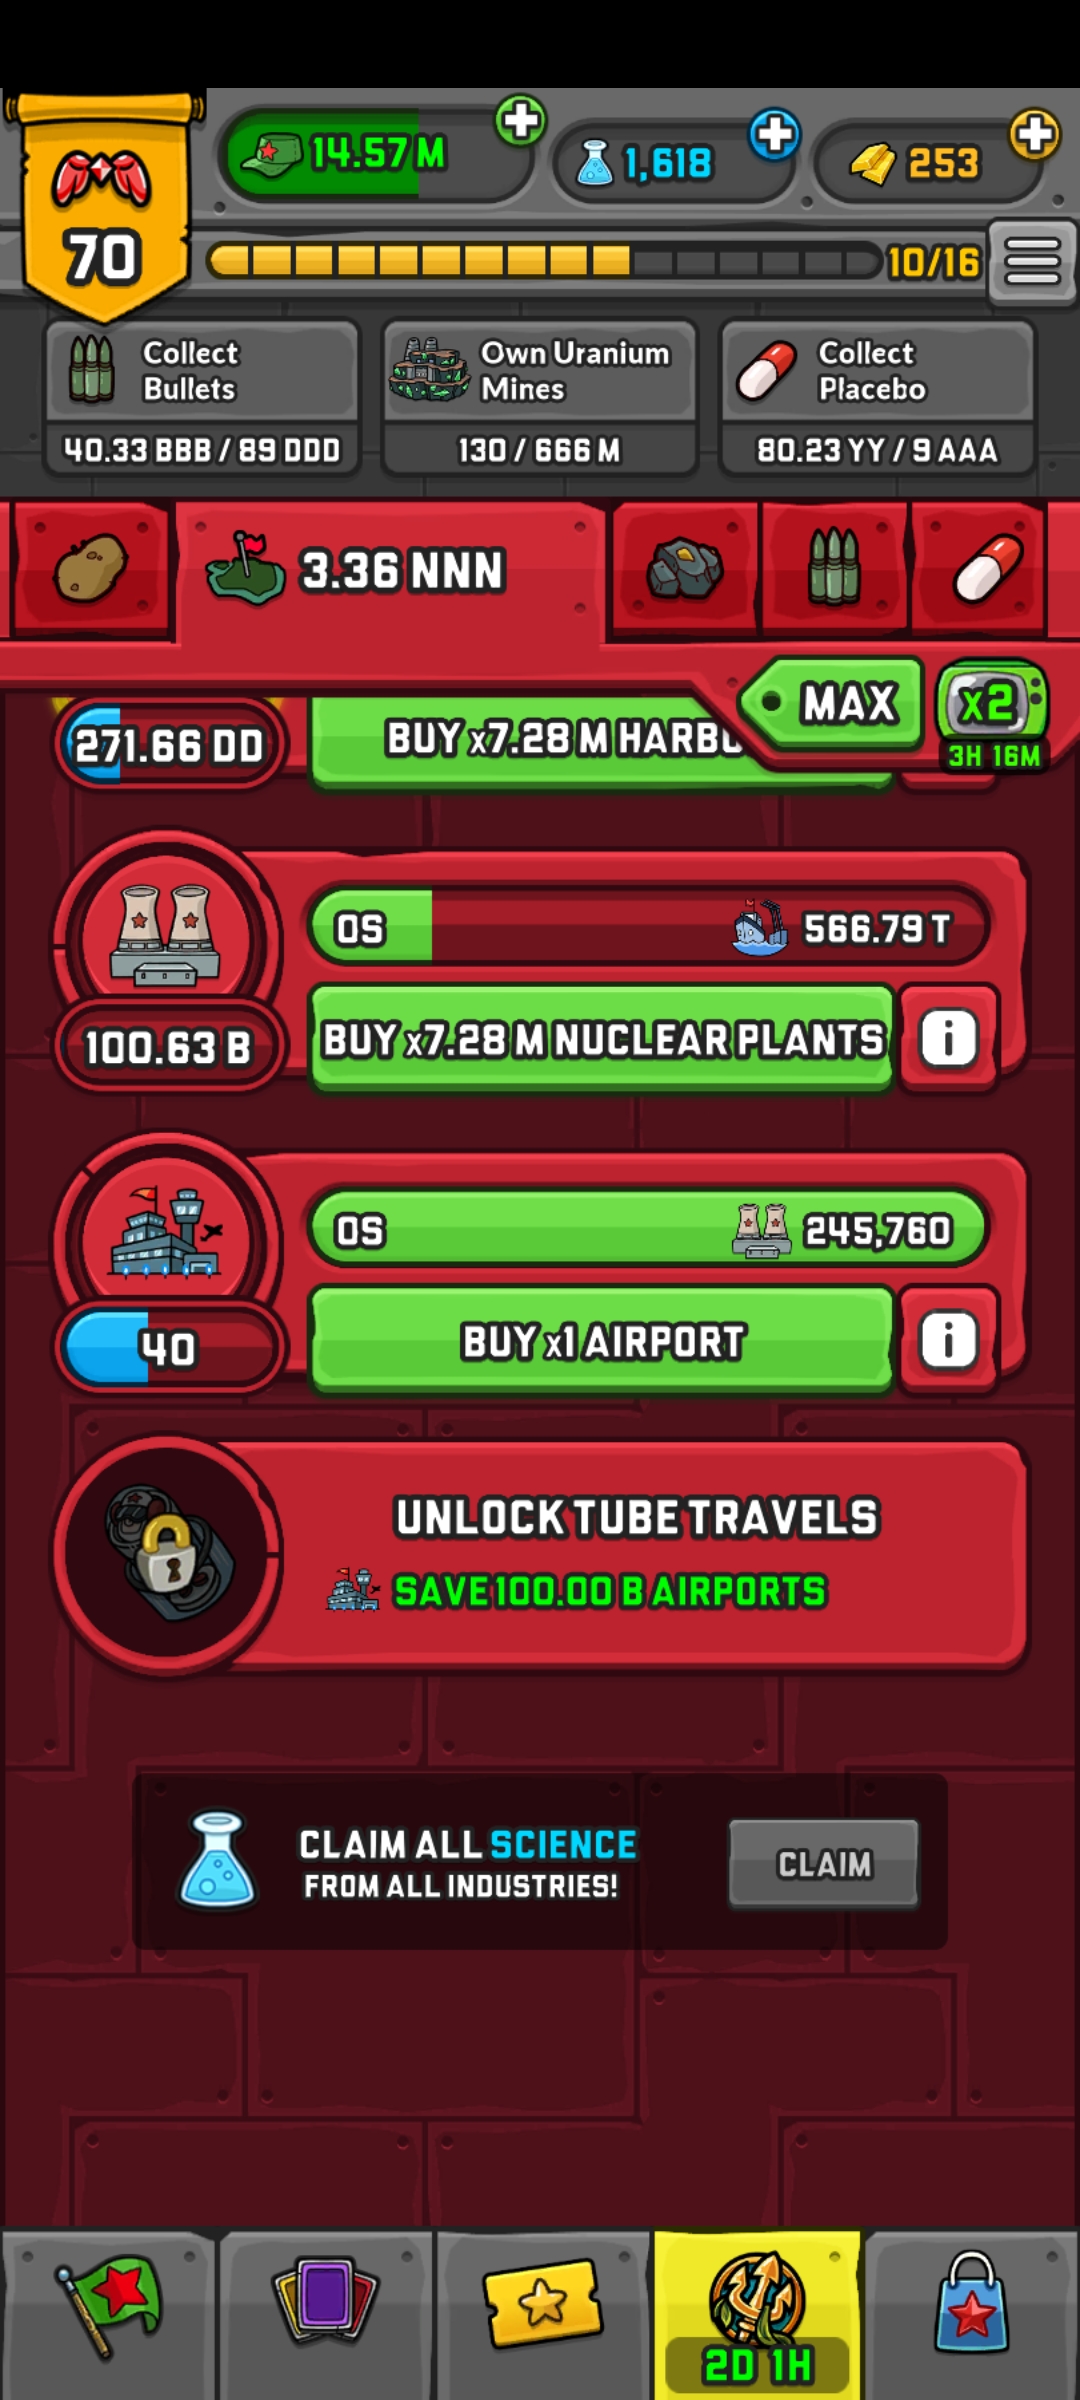 14.57 M
1,618
253
70
10/16
Collect
Bullets
40.33 BBB / 89 DDD
Own Uranium
Mines
130 / 666 M
Collect
Placebo
80.23 YY / 9 AAA
3.36 NNN
MAX
x2
3H 16M
271.66 DD
BUY x7.28 M
0S
566.79 T
100.63 B
BUY x7.28 M NUCLEAR PLANTS
i
0S
245,760
40
BUY x1 AIRPORT
i
UNLOCK TUBE TRAVELS
SAVE 100.00 B AIRPORTS
CLAIM ALL SCIENCE
FROM ALL INDUSTRIES!
CLAIM
2D 1H